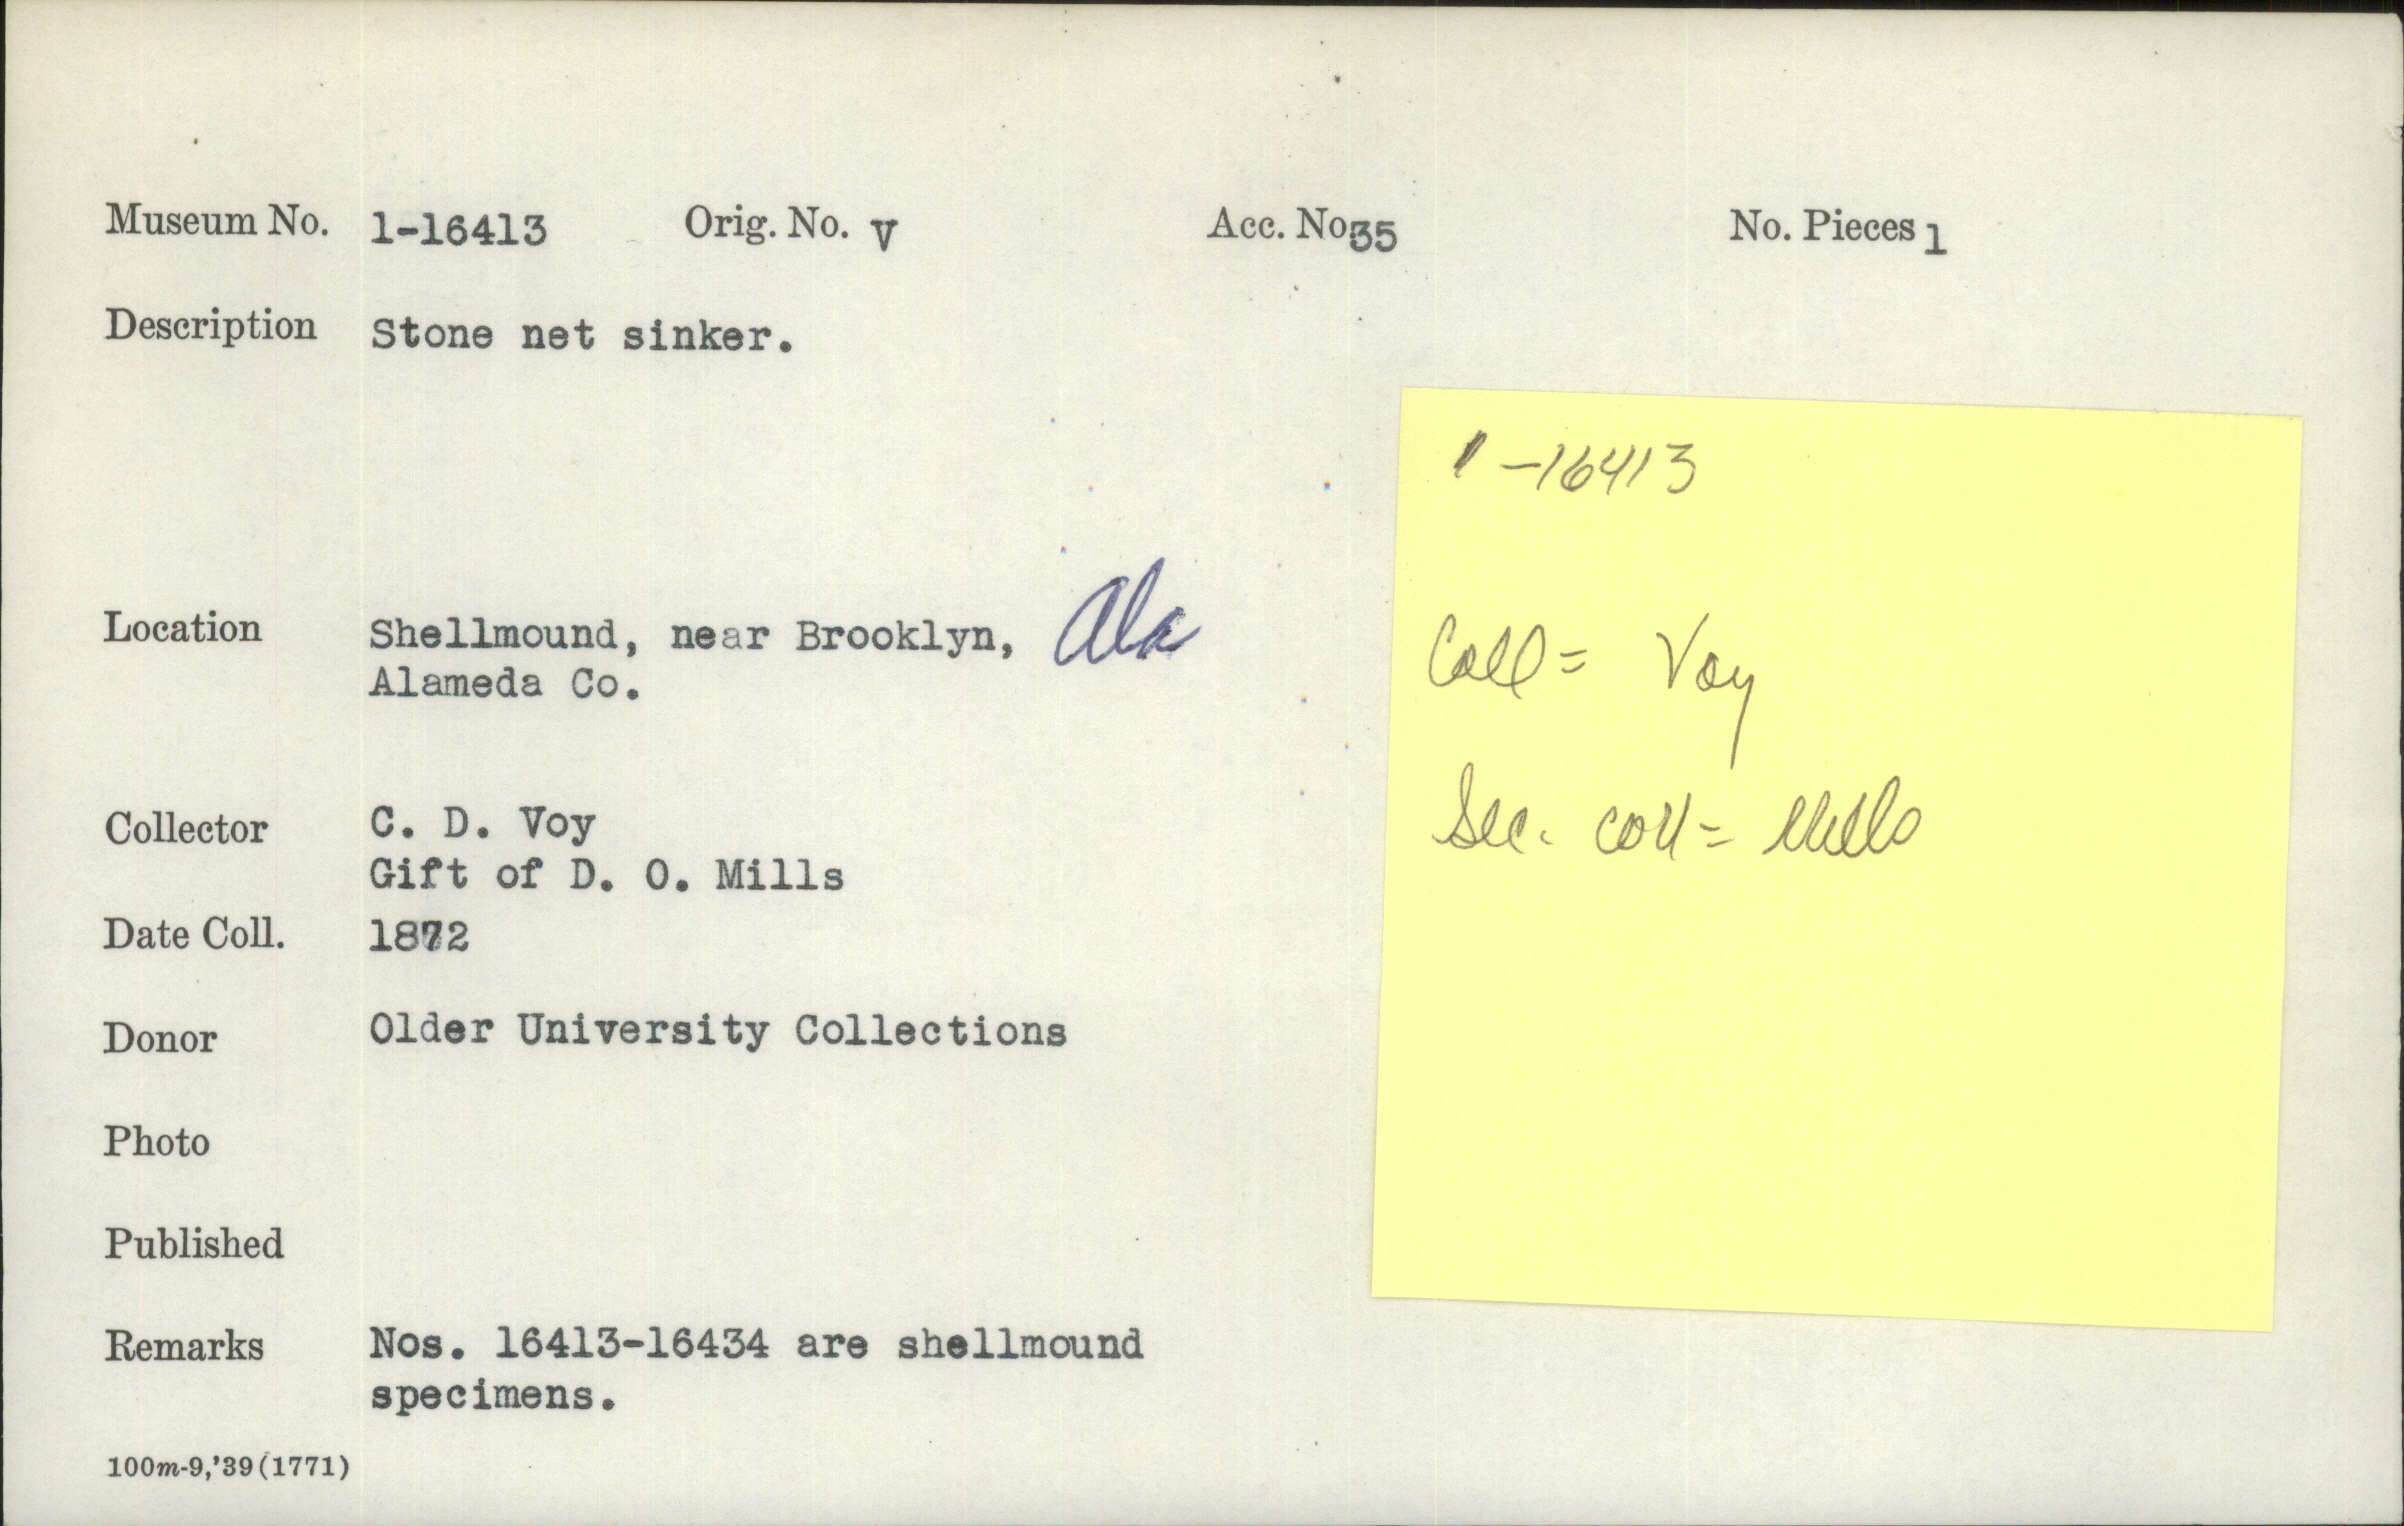 Museum No. 1-16413 Orig. No. V Acc. No. 35 No. Pieces 1
Description Stone net sinker.
Location Shellmound, near Brooklyn, Ala
Alameda Co.
Collector C. D. Voy
Gift of D. O. Mills
Date Coll. 1872
Donor Older University Collections
Photo
Published
Remarks Nos. 16413-16434 are shellmound
specimens.
100m-9,'39(1771)
1-16413
Coll = Voy
Sec. coll = Mills